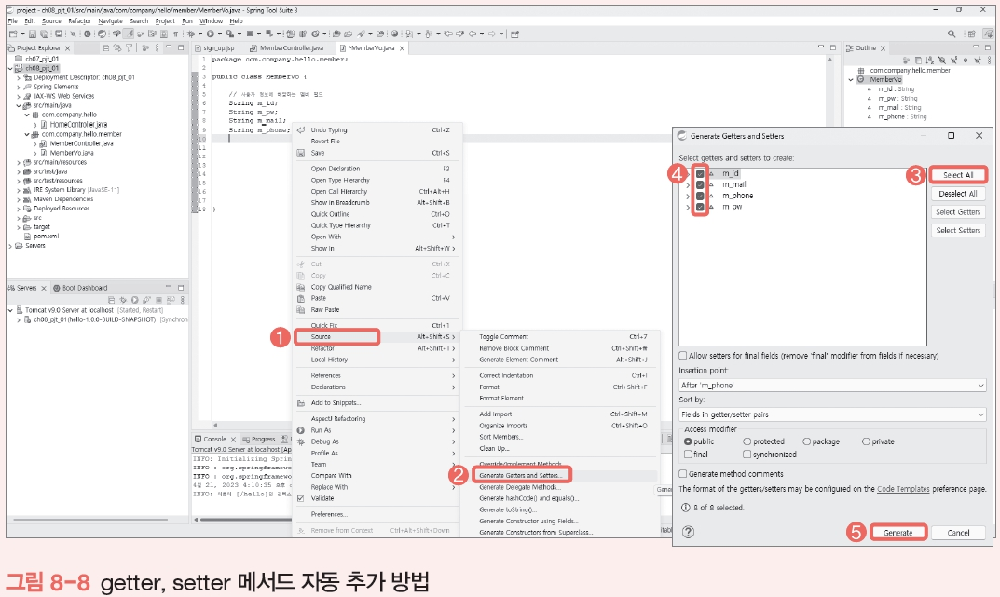 project - ch08_pjt_01/src/main/java/com/company/hello/member/MemberVo.java - Spring Tool Suite 3
File Edit Source Refactor Navigate Search Project Run Window Help
Project Explorer
ch07_pjt_01
ch08_pjt_01
Deployment Descriptor: ch08_pjt_01
Spring Elements
JAX-WS Web Services
src/main/java
com.company.hello
HomeController.java
com.company.hello.member
MemberController.java
MemberVo.java
src/main/resources
src/test/java
src/test/resources
JRE System Library [JavaSE-11]
Maven Dependencies
Deployed Resources
src
target
pom.xml
Servers
Servers Boot Dashboard
Tomcat v9.0 Server at localhost [Started, Restart]
ch08_pjt_01(hello-1.0.0-BUILD-SNAPSHOT) [Synchron
sign_up.jsp MemberController.java *MemberVo.java
1 package com.company.hello.member;
2
3 public class MemberVo {
4
5 // 사용자 정보에 해당하는 멤버 필드
6 String m_id;
7 String m_pw;
8 String m_mail;
9 String m_phone;
10
11
12
13
14
15
16
17
18 }
Outline
com.company.hello.member
MemberVo
m_id : String
m_pw : String
m_mail : String
m_phone : String
Undo Typing Ctrl+Z
Revert File
Save Ctrl+S
Open Declaration F3
Open Type Hierarchy F4
Open Call Hierarchy Ctrl+Alt+H
Show in Breadcrumb Alt+Shift+B
Quick Outline Ctrl+O
Quick Type Hierarchy Ctrl+T
Open With
Show In Alt+Shift+W
Cut Ctrl+X
Copy Ctrl+C
Copy Qualified Name
Paste Ctrl+V
Raw Paste
Quick Fix Ctrl+1
1 Source Alt+Shift+S
Refactor Alt+Shift+T
Local History
References
Declarations
Add to Snippets...
AspectJ Refactoring
Run As
Debug As
Profile As
Team
Compare With
Replace With
Validate
Preferences...
Remove from Context Ctrl+Alt+Shift+Down
Toggle Comment Ctrl+7
Remove Block Comment Ctrl+Shift+₩
Generate Element Comment Alt+Shift+J
Correct Indentation Ctrl+I
Format Ctrl+Shift+F
Format Element
Add Import Ctrl+Shift+M
Organize Imports Ctrl+Shift+O
Sort Members...
Clean Up...
Override/Implement Methods...
2 Generate Getters and Setters...
Generate Delegate Methods...
Generate hashCode() and equals()...
Generate toString()...
Generate Constructor using Fields...
Generate Constructors from Superclass...
Console Progress
Tomcat v9.0 Server at localhost [Ap
INFO: Initializing Sprin
INFO : org.springframewo
INFO : org.springframewo
4월 21, 2023 4:10:35 오후
Generate Getters and Setters
Select getters and setters to create:
4 m_id
m_mail
m_phone
m_pw
3 Select All
Deselect All
Select Getters
Select Setters
Allow setters for final fields (remove 'final' modifier from fields if necessary)
Insertion point:
After 'm_phone'
Sort by:
Fields in getter/setter pairs
Access modifier
public protected package private
final synchronized
Generate method comments
The format of the getters/setters may be configured on the Code Templates preference page.
8 of 8 selected.
5 Generate Cancel
그림 8-8 getter, setter 메서드 자동 추가 방법